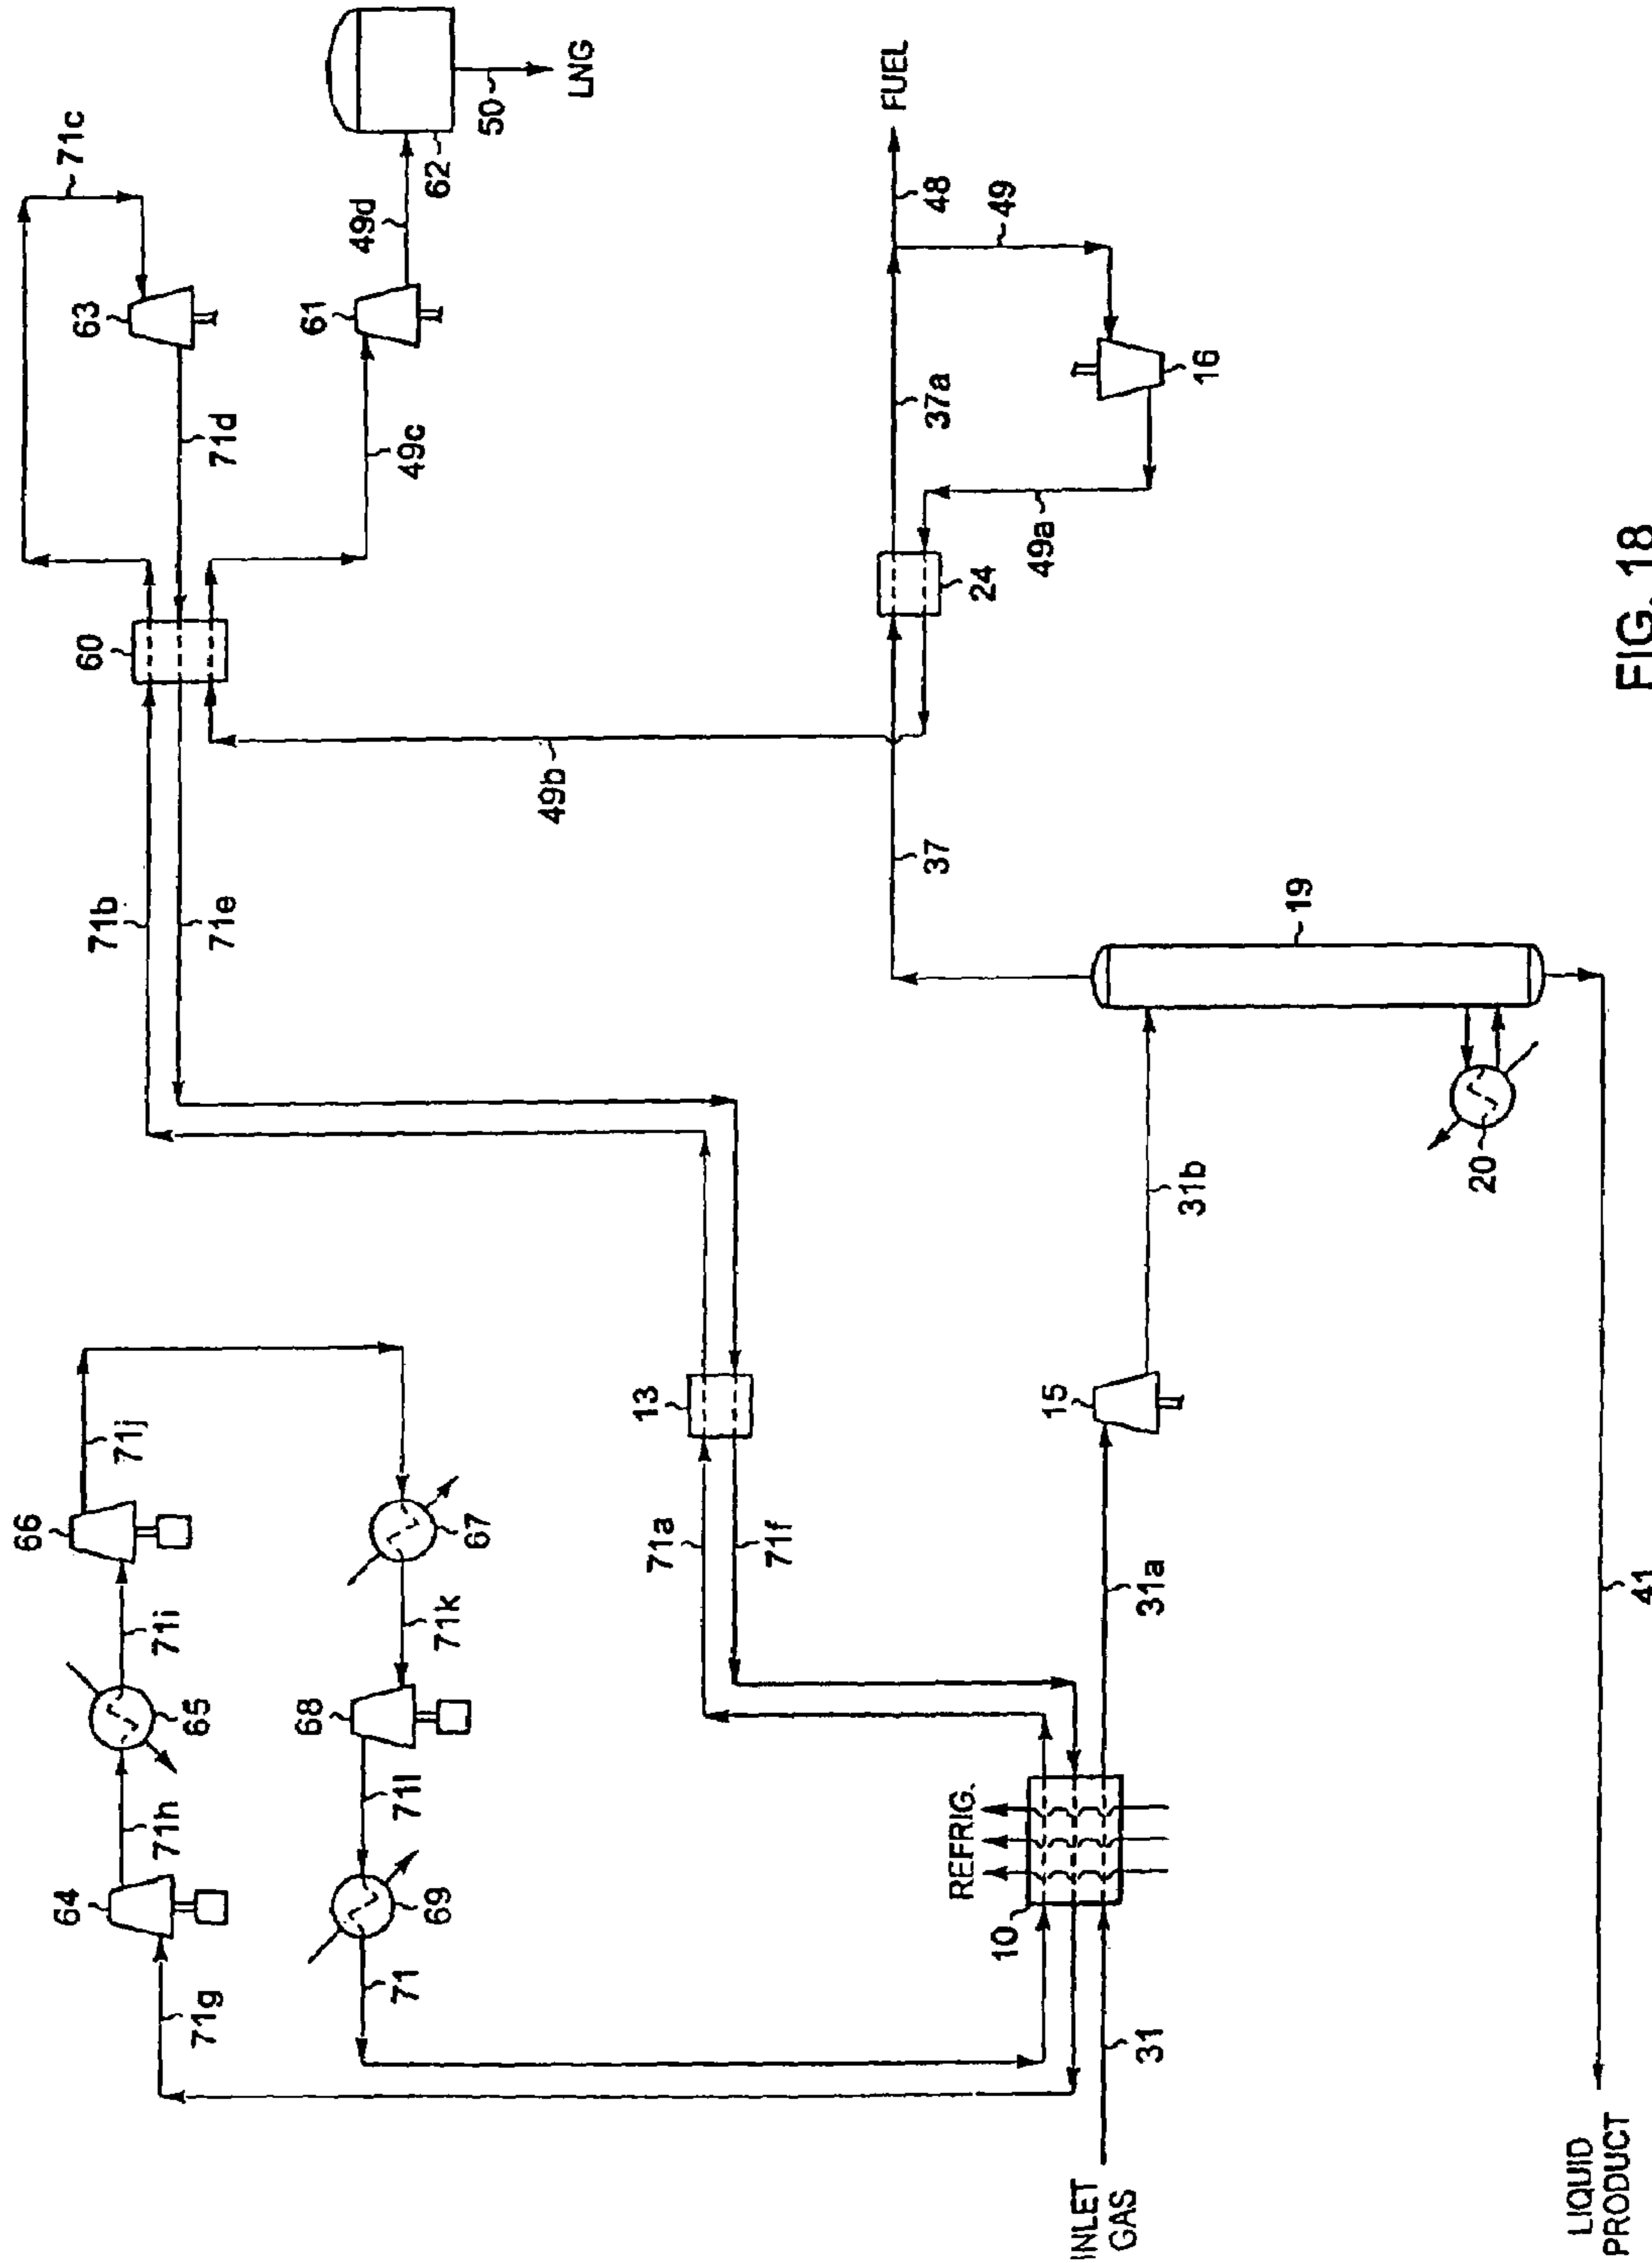 71c
63
71d
60
71b
71e
61
49c
49d
62
50
LNG
49b
FUEL
48
49
37a
16
49a
24
37
19
20
31b
15
31a
13
71a
71f
66
71j
71i
65
67
71k
68
71h
64
71l
69
71
71g
REFRIG.
10
31
INLET
GAS
41
LIQUID
PRODUCT
FIG. 18